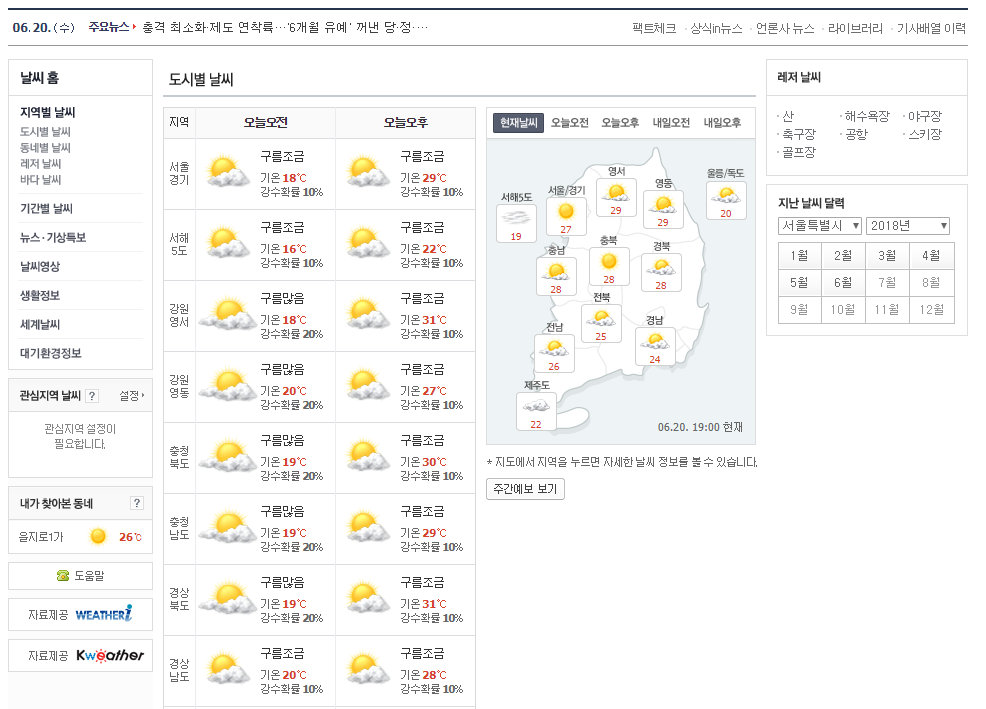 06.20.(수) 주요뉴스 충격 최소화·제도 연착륙…'6개월 유예' 꺼낸 당·정·…
팩트체크 · 상식in뉴스 · 언론사 뉴스 · 라이브러리 · 기사배열 이력
날씨 홈
지역별 날씨
도시별 날씨
동네별 날씨
레저 날씨
바다 날씨
기간별 날씨
뉴스·기상특보
날씨영상
생활정보
세계날씨
대기환경정보
관심지역 날씨 ? 설정
관심지역 설정이
필요합니다.
내가 찾아본 동네 ?
을지로1가 26℃
도움말
자료제공 WEATHERi
자료제공 Kweather
도시별 날씨
지역 오늘오전 오늘오후
서울
경기
구름조금
기온 18℃
강수확률 10%
구름조금
기온 29℃
강수확률 10%
서해
5도
구름조금
기온 16℃
강수확률 10%
구름조금
기온 22℃
강수확률 10%
강원
영서
구름많음
기온 18℃
강수확률 20%
구름조금
기온 31℃
강수확률 10%
강원
영동
구름많음
기온 20℃
강수확률 20%
구름조금
기온 27℃
강수확률 10%
충청
북도
구름많음
기온 19℃
강수확률 20%
구름조금
기온 30℃
강수확률 10%
충청
남도
구름많음
기온 19℃
강수확률 20%
구름조금
기온 29℃
강수확률 10%
경상
북도
구름많음
기온 19℃
강수확률 20%
구름조금
기온 31℃
강수확률 10%
경상
남도
구름조금
기온 20℃
강수확률 10%
구름조금
기온 28℃
강수확률 10%
현재날씨 오늘오전 오늘오후 내일오전 내일오후
서해5도
19
서울/경기
27
영서
29
영동
29
울릉/독도
20
충남
28
충북
28
경북
28
전북
25
전남
26
경남
24
제주도
22
06.20. 19:00 현재
* 지도에서 지역을 누르면 자세한 날씨 정보를 볼 수 있습니다.
주간예보 보기
레저 날씨
· 산 · 해수욕장 · 야구장
· 축구장 · 공항 · 스키장
· 골프장
지난 날씨 달력
서울특별시 2018년
1월 2월 3월 4월
5월 6월 7월 8월
9월 10월 11월 12월